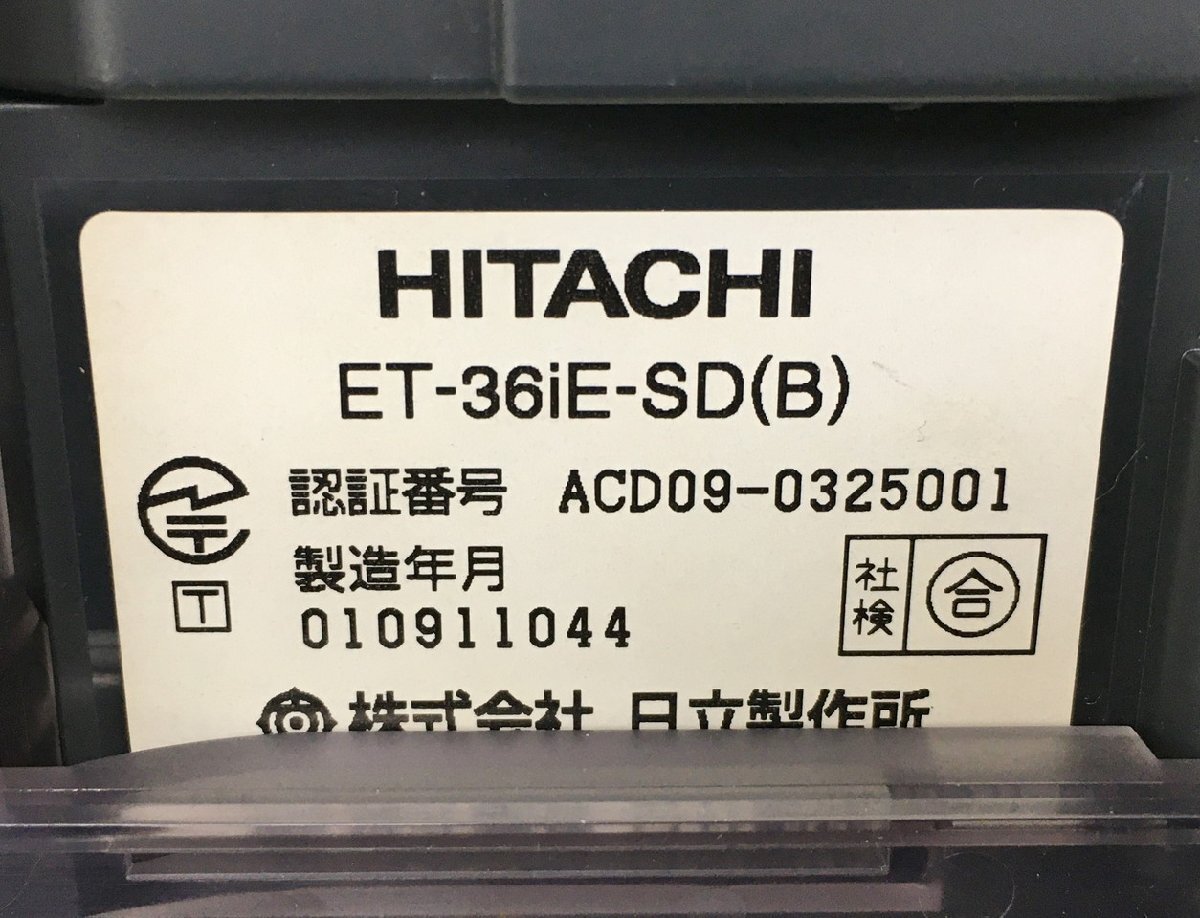 HITACHI
ET-36iE-SD(B)
認証番号 ACD09-0325001
製造年月
010911044
T
社検 合
株式会社 日立製作所